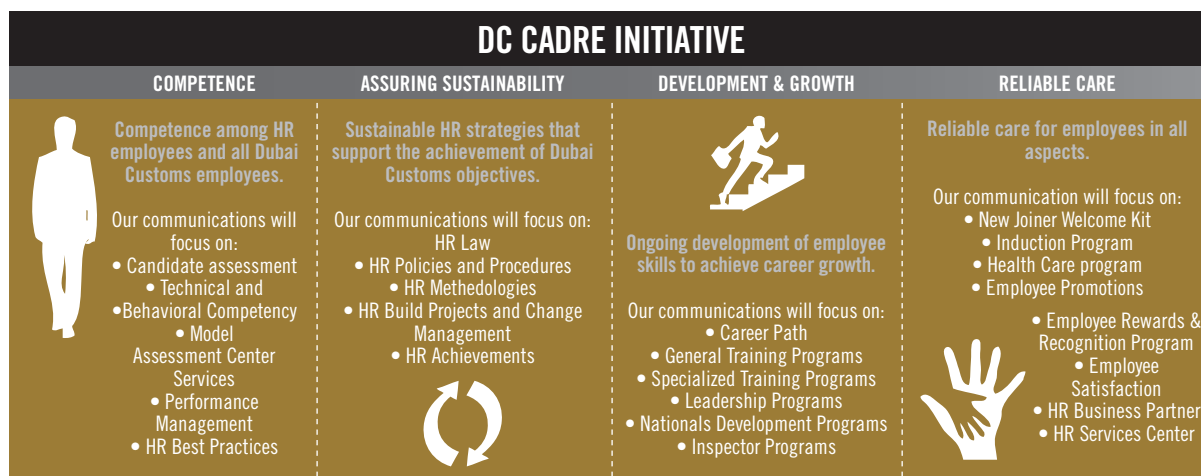 DC CADRE INITIATIVE
COMPETENCE
Competence among HR
employees and all Dubai
Customs employees.
Our communications will
focus on:
• Candidate assessment
• Technical and
•Behavioral Competency
• Model
Assessment Center
Services
• Performance
Management
• HR Best Practices
ASSURING SUSTAINABILITY
Sustainable HR strategies that
support the achievement of Dubai
Customs objectives.
Our communications will focus on:
HR Law
• HR Policies and Procedures
• HR Methedologies
• HR Build Projects and Change
Management
• HR Achievements
DEVELOPMENT & GROWTH
Ongoing development of employee
skills to achieve career growth.
Our communications will focus on:
• Career Path
• General Training Programs
• Specialized Training Programs
• Leadership Programs
• Nationals Development Programs
• Inspector Programs
RELIABLE CARE
Reliable care for employees in all
aspects.
Our communication will focus on:
• New Joiner Welcome Kit
• Induction Program
• Health Care program
• Employee Promotions
• Employee Rewards &
Recognition Program
• Employee
Satisfaction
• HR Business Partner
• HR Services Center